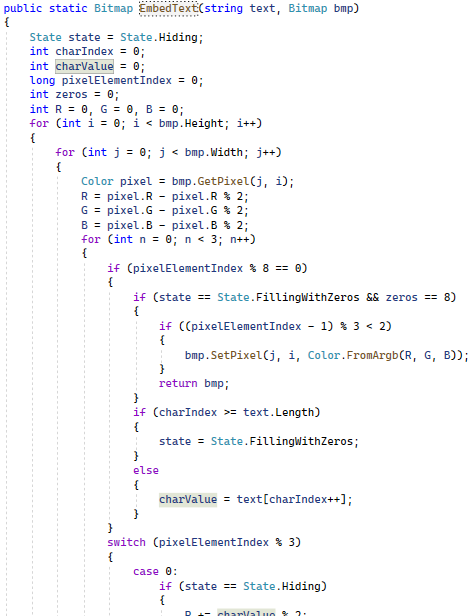 public static Bitmap EmbedText(string text, Bitmap bmp)
{
State state = State.Hiding;
int charIndex = 0;
int charValue = 0;
long pixelElementIndex = 0;
int zeros = 0;
int R = 0, G = 0, B = 0;
for (int i = 0; i < bmp.Height; i++)
{
for (int j = 0; j < bmp.Width; j++)
{
Color pixel = bmp.GetPixel(j, i);
R = pixel.R - pixel.R % 2;
G = pixel.G - pixel.G % 2;
B = pixel.B - pixel.B % 2;
for (int n = 0; n < 3; n++)
{
if (pixelElementIndex % 8 == 0)
{
if (state == State.FillingWithZeros && zeros == 8)
{
if ((pixelElementIndex - 1) % 3 < 2)
{
bmp.SetPixel(j, i, Color.FromArgb(R, G, B));
}
return bmp;
}
if (charIndex >= text.Length)
{
state = State.FillingWithZeros;
}
else
{
charValue = text[charIndex++];
}
}
switch (pixelElementIndex % 3)
{
case 0:
if (state == State.Hiding)
{
R += charValue % 2;